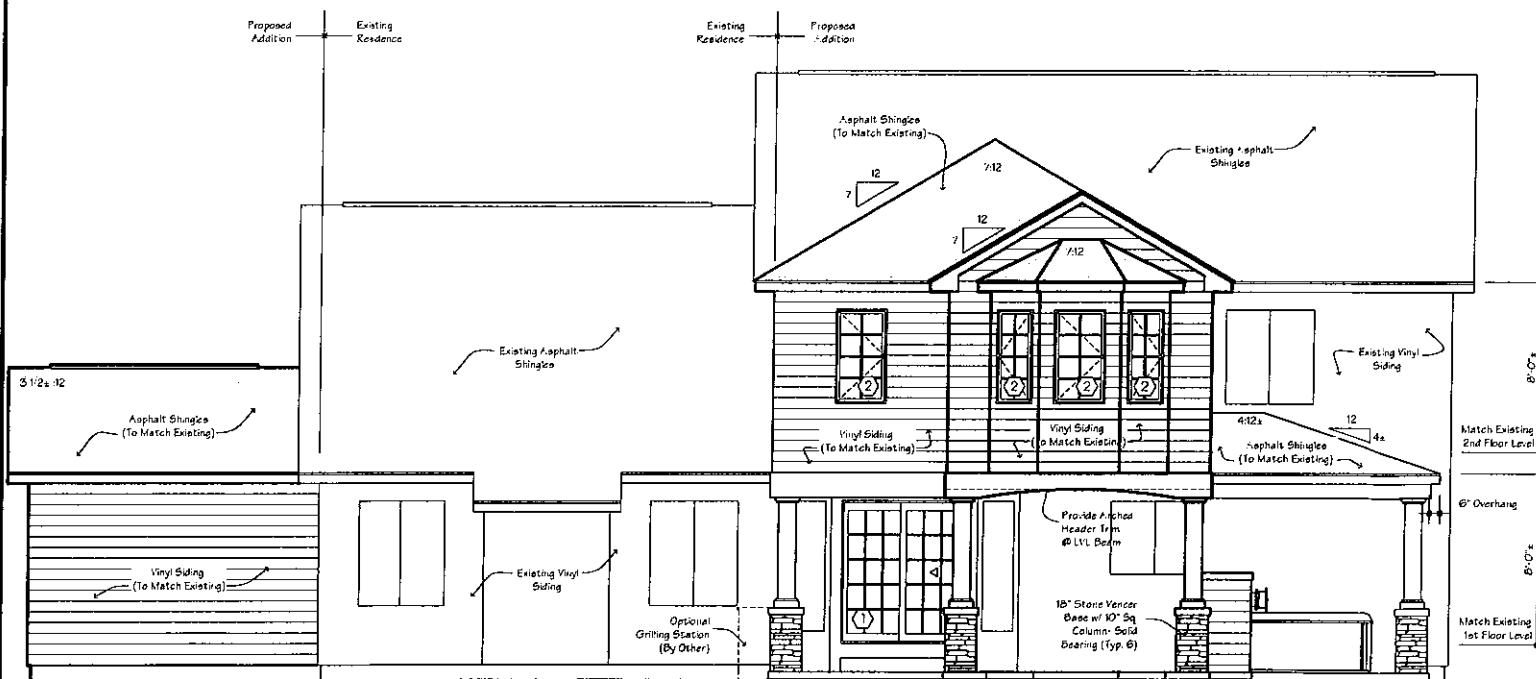 Proposed
Addition
Existing
Resdence
Existing
Residence
Proposed
Addition
Asphalt Shingles
(To Match Existing)
Existing Asphalt
Shingles
7:12
12
7
12
7
7:12
Existing Asphalt
Shingles
3 1/2± :12
Asphalt Shingles
(To Match Existing)
2
2
2
2
Existing Vinyl
Siding
8'-0"±
Vinyl Siding
(To Match Existing)
Vinyl Siding
(To Match Existing)
4:12±
12
4±
Asphalt Shingles
(To Match Existing)
Match Existing
2nd Floor Level
6" Overhang
Provide Arched
Header Trim
@ LVL Beam
Vinyl Siding
(To Match Existing)
Existing Vinyl
Siding
8'-0"±
Optional
Grilling Station
(By Other)
1
18" Stone Veneer
Base w/ 10" Sq
Column- Solid
Bearing (Typ. 6)
Match Existing
1st Floor Level